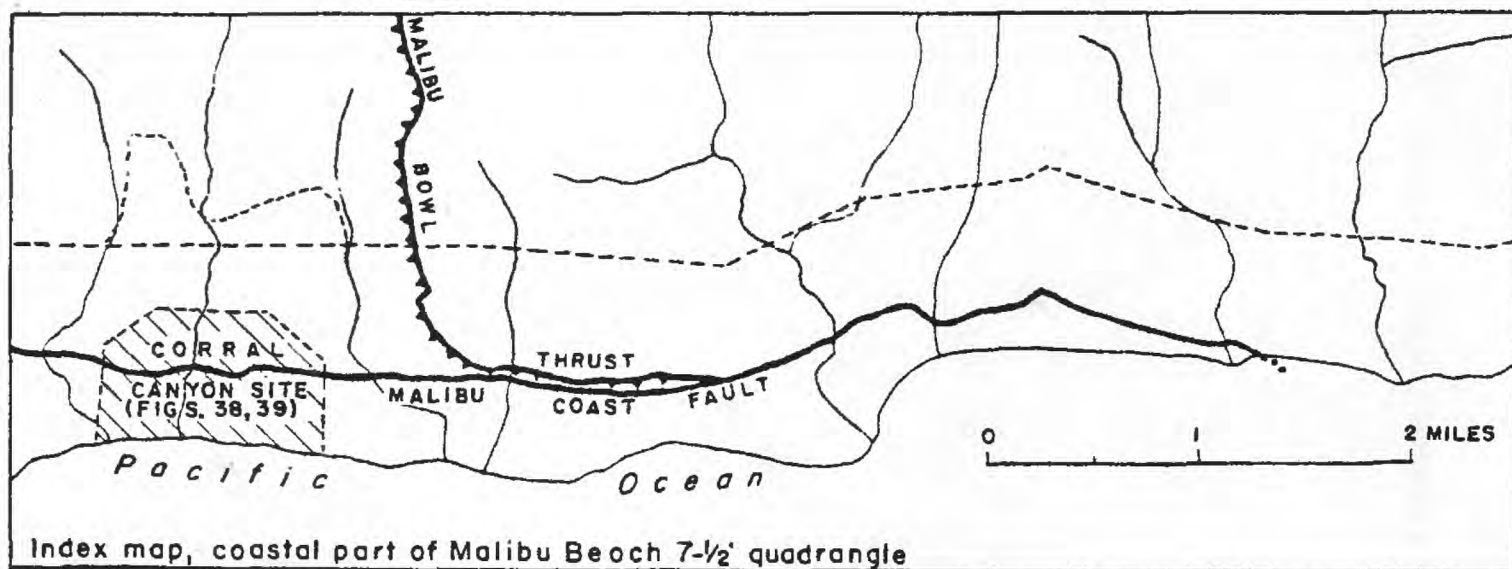 MALIBU
BOWL
THRUST
CORRAL
CANYON SITE
(FIGS. 38, 39)
MALIBU
COAST
FAULT
0 1 2 MILES
Pacific
Ocean
Index map, coastal part of Malibu Beach 7-½' quadrangle